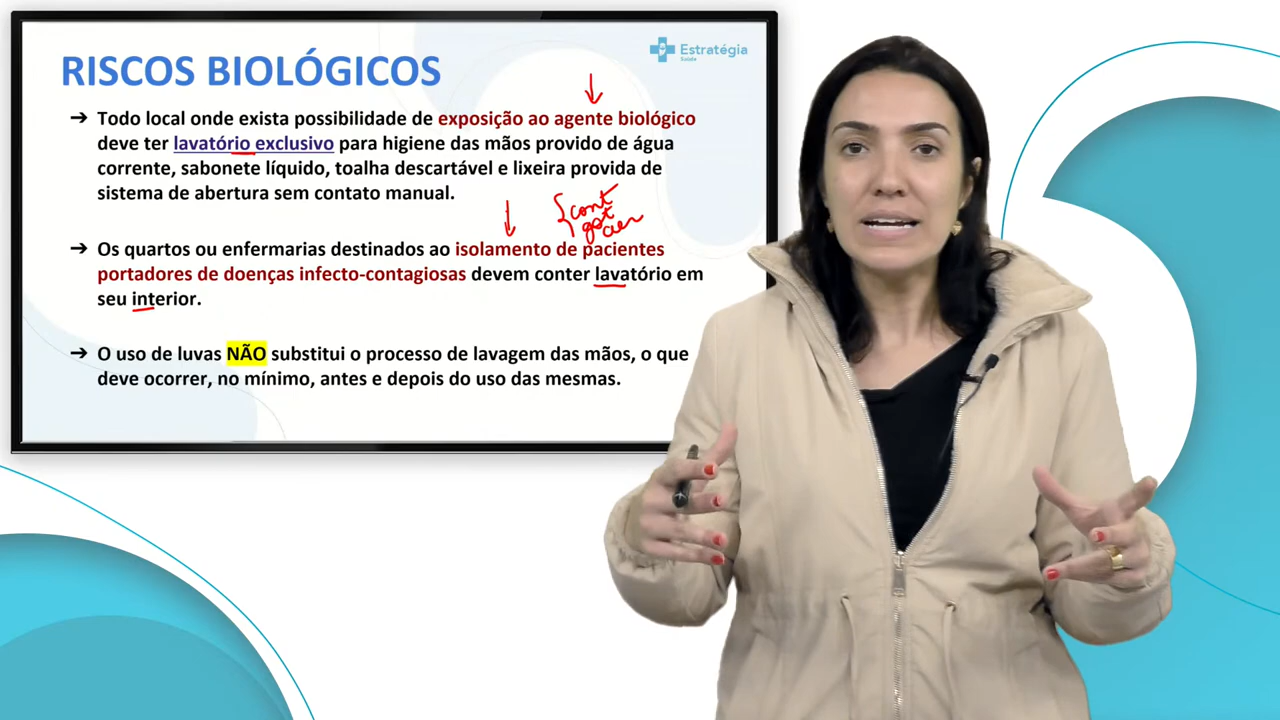 RISCOS BIOLÓGICOS
Estratégia
Saúde
➔ Todo local onde exista possibilidade de exposição ao agente biológico
deve ter lavatório exclusivo para higiene das mãos provido de água
corrente, sabonete líquido, toalha descartável e lixeira provida de
sistema de abertura sem contato manual.
cont
got
aer
➔ Os quartos ou enfermarias destinados ao isolamento de pacientes
portadores de doenças infecto-contagiosas devem conter lavatório em
seu interior.
➔ O uso de luvas NÃO substitui o processo de lavagem das mãos, o que
deve ocorrer, no mínimo, antes e depois do uso das mesmas.